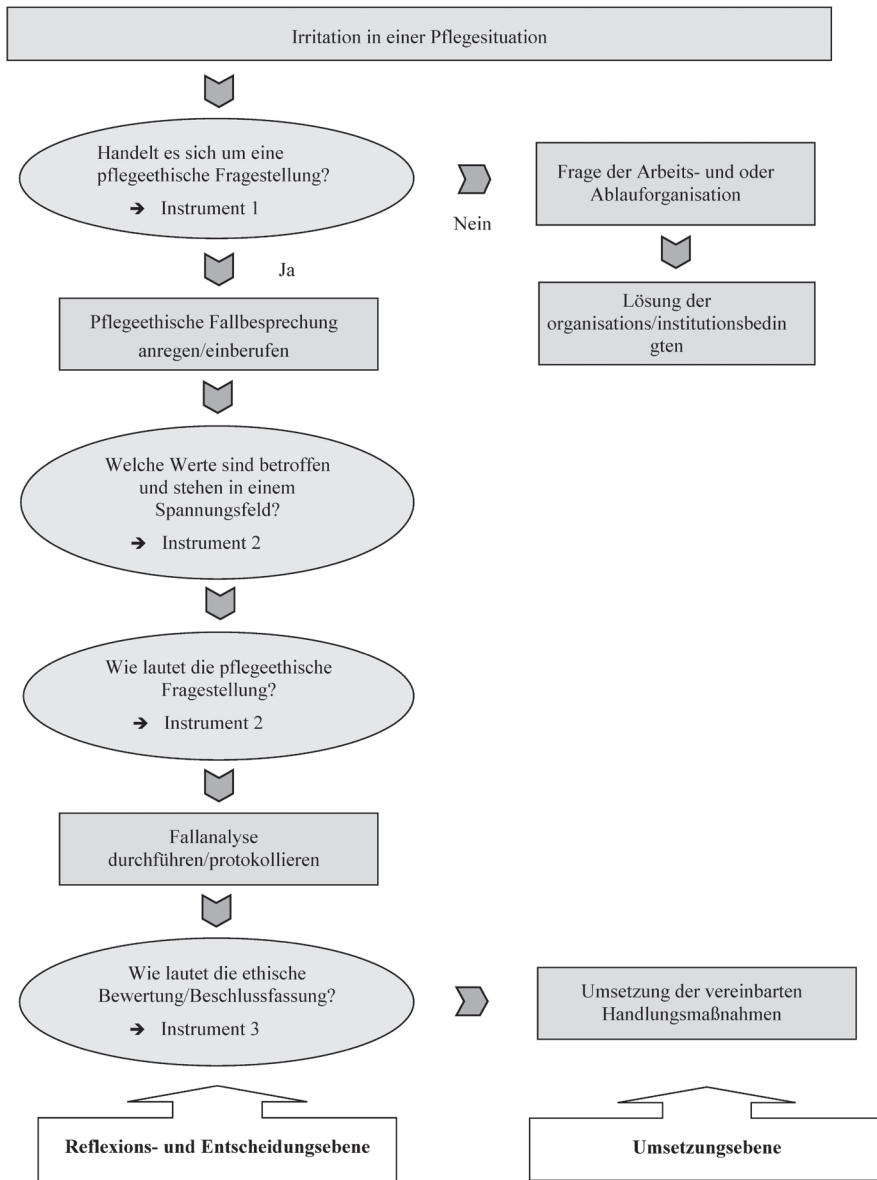 Irritation in einer Pflegesituation
Handelt es sich um eine
pflegeethische Fragestellung?
➔ Instrument 1
Nein
Frage der Arbeits- und oder
Ablauforganisation
Ja
Lösung der
organisations/institutionsbedin
gten
Pflegeethische Fallbesprechung
anregen/einberufen
Welche Werte sind betroffen
und stehen in einem
Spannungsfeld?
➔ Instrument 2
Wie lautet die pflegeethische
Fragestellung?
➔ Instrument 2
Fallanalyse
durchführen/protokollieren
Wie lautet die ethische
Bewertung/Beschlussfassung?
➔ Instrument 3
Umsetzung der vereinbarten
Handlungsmaßnahmen
Reflexions- und Entscheidungsebene
Umsetzungsebene